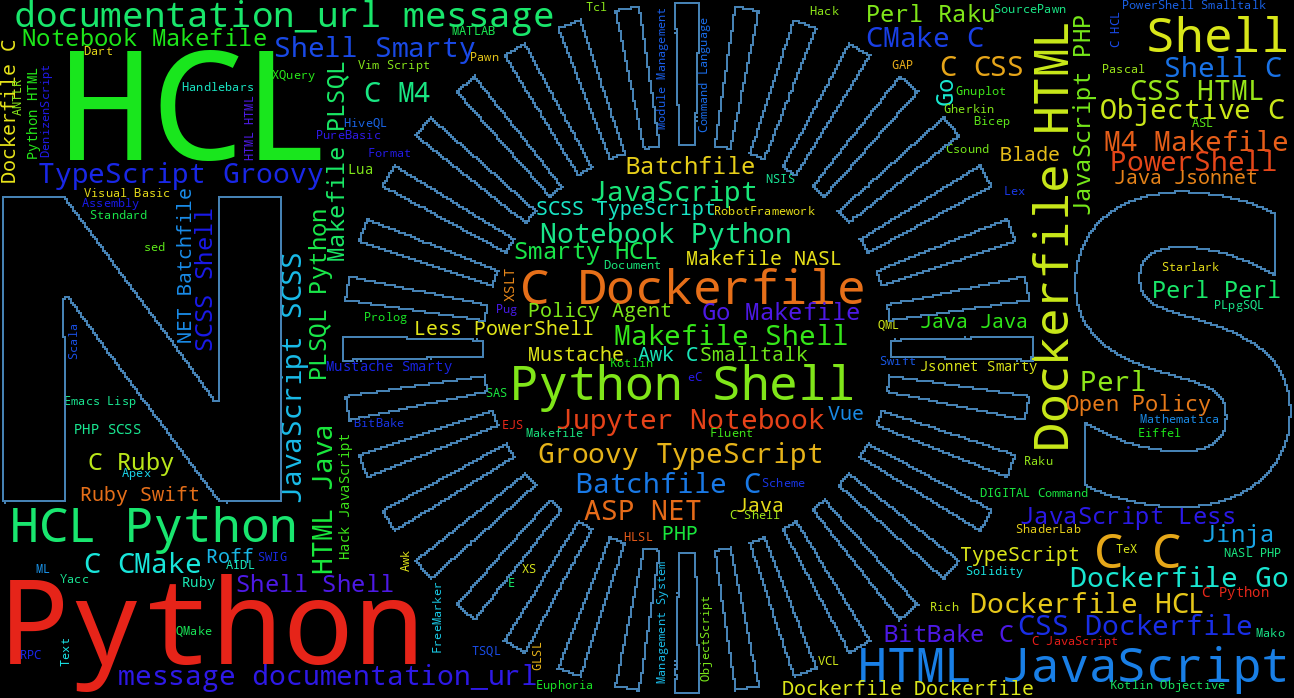 documentation_url message
Tcl
Hack
Perl Raku
SourcePawn
PowerShell Smalltalk
Notebook Makefile
MATLAB
Shell Smarty
Dart
Pawn
Vim Script
XQuery
Handlebars
HCL
C M4
CMake C
GAP
C CSS
Shell
C HCL
Pascal
Shell C
CSS HTML
Objective C
ASL
M4 Makefile
PowerShell
Java Jsonnet
Dockerfile C
ANTLR
Python HTML
DenizenScript
HTML HTML
Makefile PLSQL
HiveQL
PureBasic
Format
Lua
Module Management
Command Language
Go
Gnuplot
Gherkin
Bicep
Csound
Blade
Lex
Dockerfile HTML
JavaScript PHP
TypeScript Groovy
Visual Basic
Assembly
Standard
sed
NET Batchfile
SCSS Shell
Scala
Emacs Lisp
PHP SCSS
C Ruby
Apex
Ruby Swift
JavaScript SCSS
PLSQL Python
Batchfile
JavaScript
NSIS
SCSS TypeScript
RobotFramework
Notebook Python
Smarty HCL
Document
Makefile NASL
XSLT
C Dockerfile
Pug
Policy Agent
Go Makefile
Prolog
Less PowerShell
Makefile Shell
QML
Java Java
Mustache
Awk C
Smalltalk
Kotlin
Mustache Smarty
Swift
Jsonnet Smarty
Python Shell
eC
SAS
Starlark
Perl Perl
PLpgSQL
Perl
Open Policy
Mathematica
Eiffel
BitBake
EJS
Jupyter Notebook
Vue
Makefile
Fluent
Groovy TypeScript
Raku
Batchfile C
Scheme
ASP NET
Java
C Shell
HLSL
PHP
DIGITAL Command
HTML Java
Hack JavaScript
HCL Python
C CMake
Roff
SWIG
AIDL
ML
Yacc
Ruby
Shell Shell
Python
QMake
RPC
Text
message documentation_url
Awk
FreeMarker
XS
E
TSQL
GLSL
Euphoria
Management System
ObjectScript
VCL
JavaScript Less
ShaderLab
TypeScript
C C
TeX
Jinja
NASL PHP
Solidity
Dockerfile Go
C Python
Rich
Dockerfile HCL
BitBake C
CSS Dockerfile
Mako
C JavaScript
HTML JavaScript
Dockerfile Dockerfile
Kotlin Objective